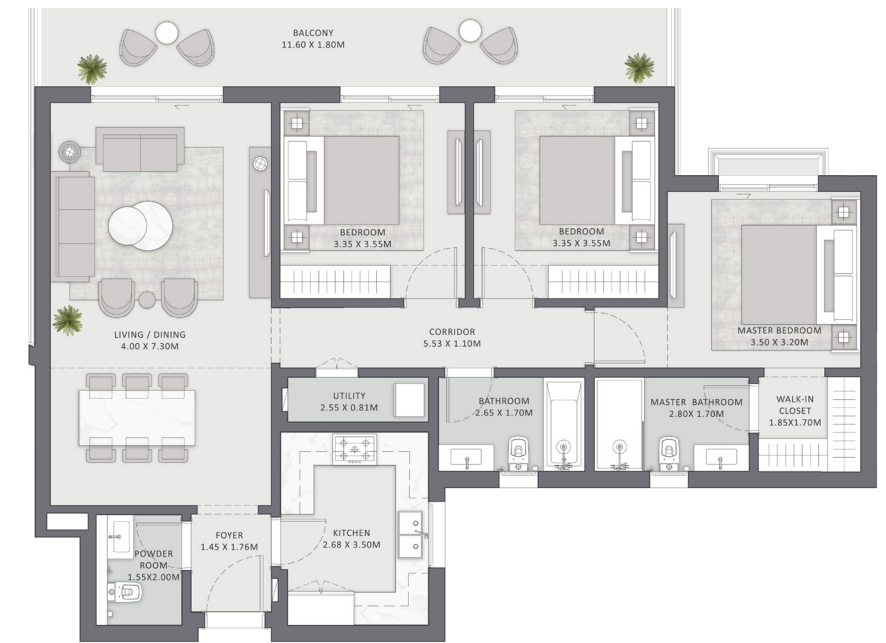 BALCONY
11.60 X 1.80M
BEDROOM
3.35 X 3.55M
BEDROOM
3.35 X 3.55M
LIVING / DINING
4.00 X 7.30M
CORRIDOR
5.53 X 1.10M
MASTER BEDROOM
3.50 X 3.20M
UTILITY
2.55 X 0.81M
BATHROOM
2.65 X 1.70M
MASTER BATHROOM
2.80X 1.70M
WALK-IN
CLOSET
1.85X1.70M
POWDER
ROOM
1.55X2.00M
FOYER
1.45 X 1.76M
KITCHEN
2.68 X 3.50M